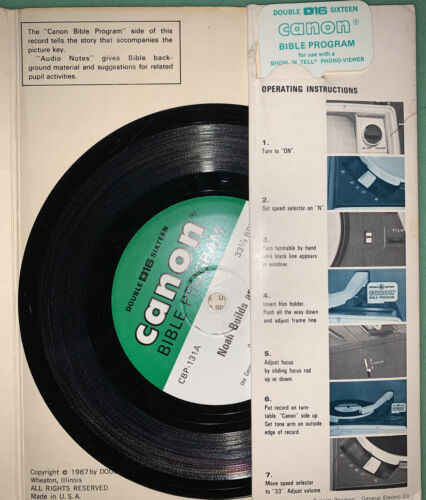 The "Canon Bible Program" side of
this record tells the story that accompanies the
picture key.
"Audio Notes" gives Bible back-
ground material and suggestions for related
pupil activities.
DOUBLE D16 SIXTEEN
canon®
BIBLE PROGRAM
for use with a
SHOW 'N TELL® PHONO-VIEWER
OPERATING INSTRUCTIONS
1.
Turn to "ON".
2.
Set speed selector on "N"
3.
Turn turntable by hand
until black line appears
in window.
4.
Insert film holder.
Push all the way down
and adjust frame line.
5.
Adjust focus
by sliding focus rod
up or down.
6.
Put record on turn-
table, "Canon" side up.
Set tone arm on outside
edge of record.
7.
Move speed selector
to "33". Adjust volume.
FILM
canon
BIBLE PROGRAM
DOUBLE D16 SIXTEEN
canon®
BIBLE PROGRAM
CBP-131A
33⅓ R
Noah Builds a
the Gene
General Electric Co
Copyright © 1967 by DOU
Wheaton, Illinois
ALL RIGHTS RESERVED
Made in U.S.A.